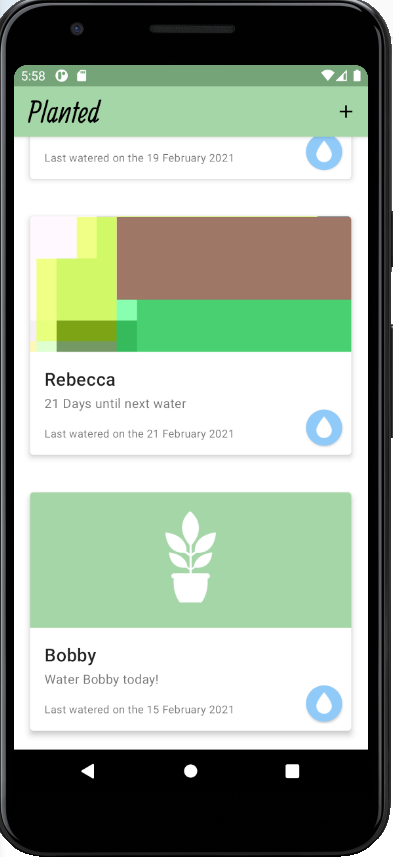 5:58
Planted
+
Last watered on the 19 February 2021
Rebecca
21 Days until next water
Last watered on the 21 February 2021
Bobby
Water Bobby today!
Last watered on the 15 February 2021